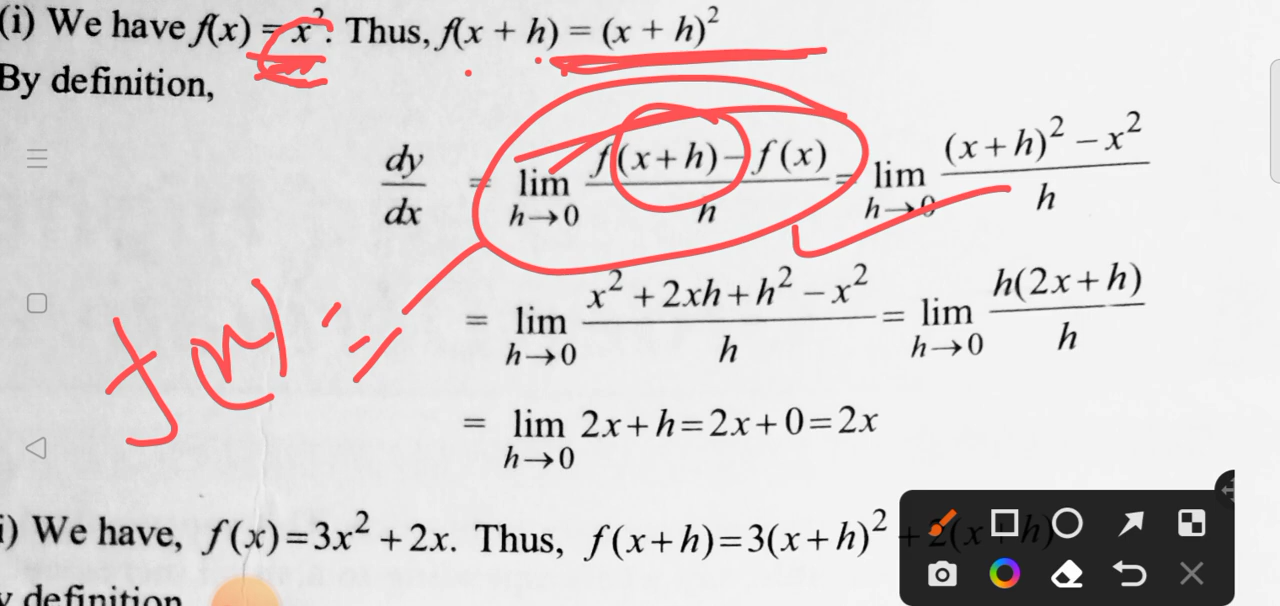 (i) We have f(x) = x². Thus, f(x + h) = (x + h)²
By definition,
dy/dx = lim h→0 f(x+h)−f(x)/h = lim h→0 (x+h)²−x²/h
= lim h→0 x²+2xh+h²−x²/h = lim h→0 h(2x+h)/h
f(x) =
= lim h→0 2x+h=2x+0=2x
i) We have, f(x)=3x²+2x. Thus, f(x+h)=3(x+h)²+2(x+h)
y definition